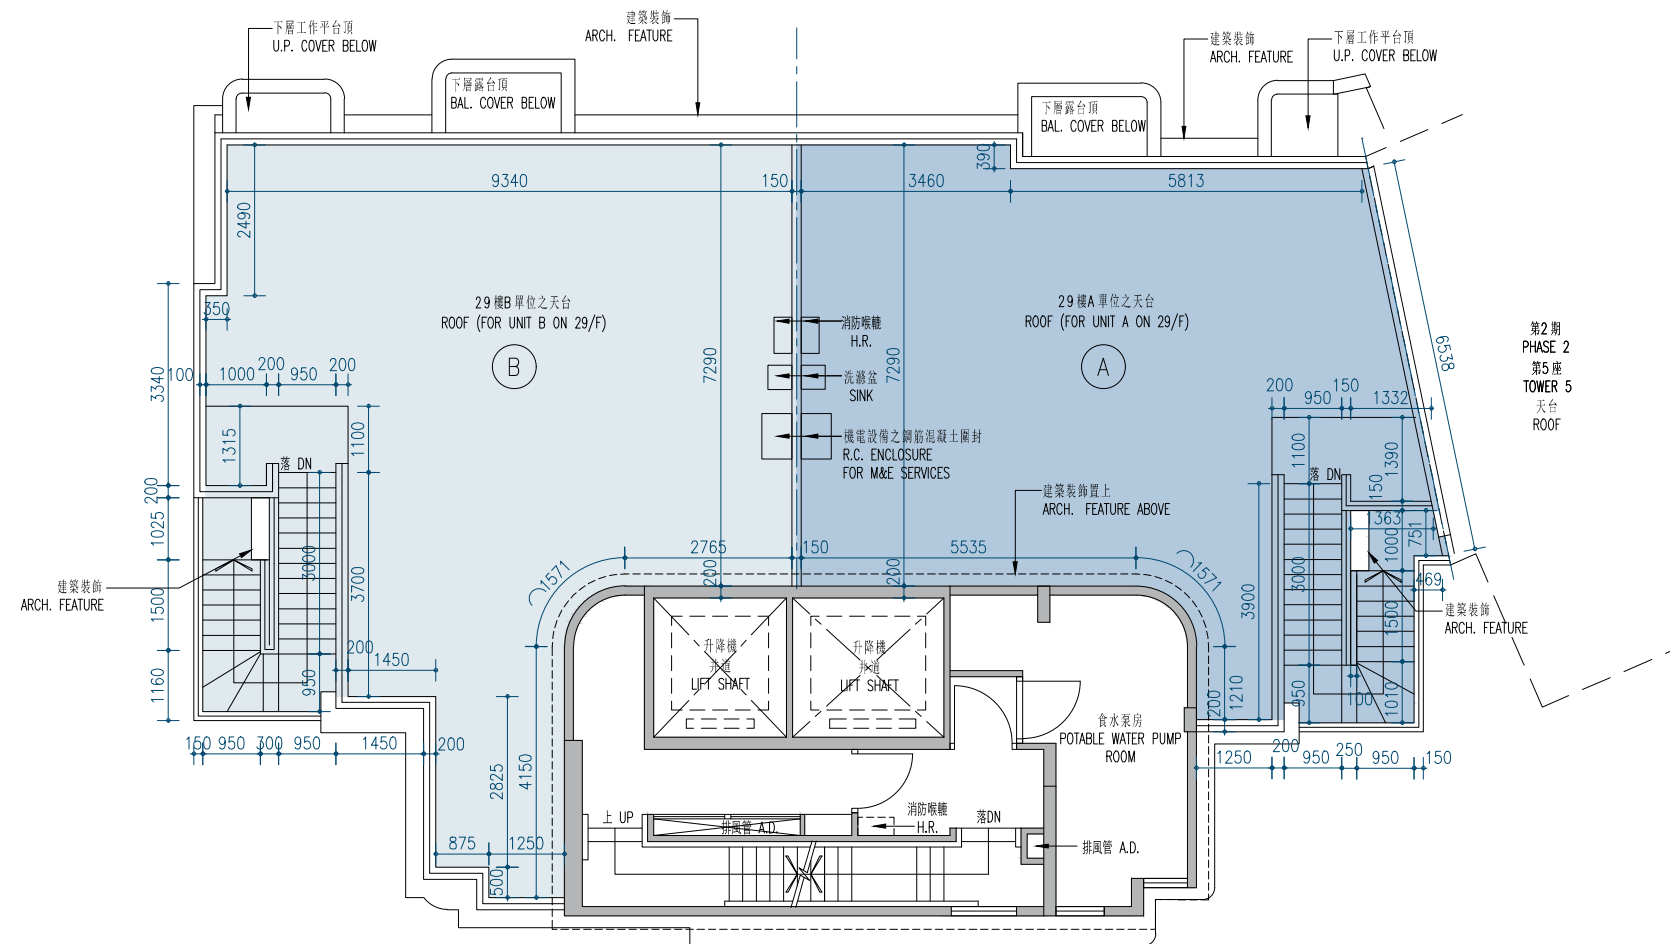 下層工作平台頂
U.P. COVER BELOW
建築裝飾
ARCH. FEATURE
下層露台頂
BAL. COVER BELOW
建築裝飾
ARCH. FEATURE
下層工作平台頂
U.P. COVER BELOW
下層露台頂
BAL. COVER BELOW
390
9340
150
3460
5813
2490
350
29樓B單位之天台
ROOF (FOR UNIT B ON 29/F)
B
29樓A單位之天台
ROOF (FOR UNIT A ON 29/F)
A
消防喉轆
H.R.
洗滌盆
SINK
機電設備之鋼筋混凝土圍封
R.C. ENCLOSURE
FOR M&E SERVICES
7290
7290
6538
第2期
PHASE 2
第5座
TOWER 5
天台
ROOF
3340
100
1000
200
950
200
1315
1100
200
150
950
1332
1100
1390
150
落 DN
落 DN
200
1025
1500
1160
3000
3700
建築裝飾
ARCH. FEATURE
建築裝飾置上
ARCH. FEATURE ABOVE
1363
1000
751
469
3900
3000
1500
建築裝飾
ARCH. FEATURE
2765
150
5535
200
200
1571
1571
200
1450
950
升降機
井道
LIFT SHAFT
升降機
井道
LIFT SHAFT
200
1210
950
100
1010
食水泵房
POTABLE WATER PUMP
ROOM
150
950
300
950
1450
200
2825
4150
1250
200
950
250
950
150
875
1250
500
上 UP
排風管 A.D.
消防喉轆
H.R.
落DN
排風管 A.D.